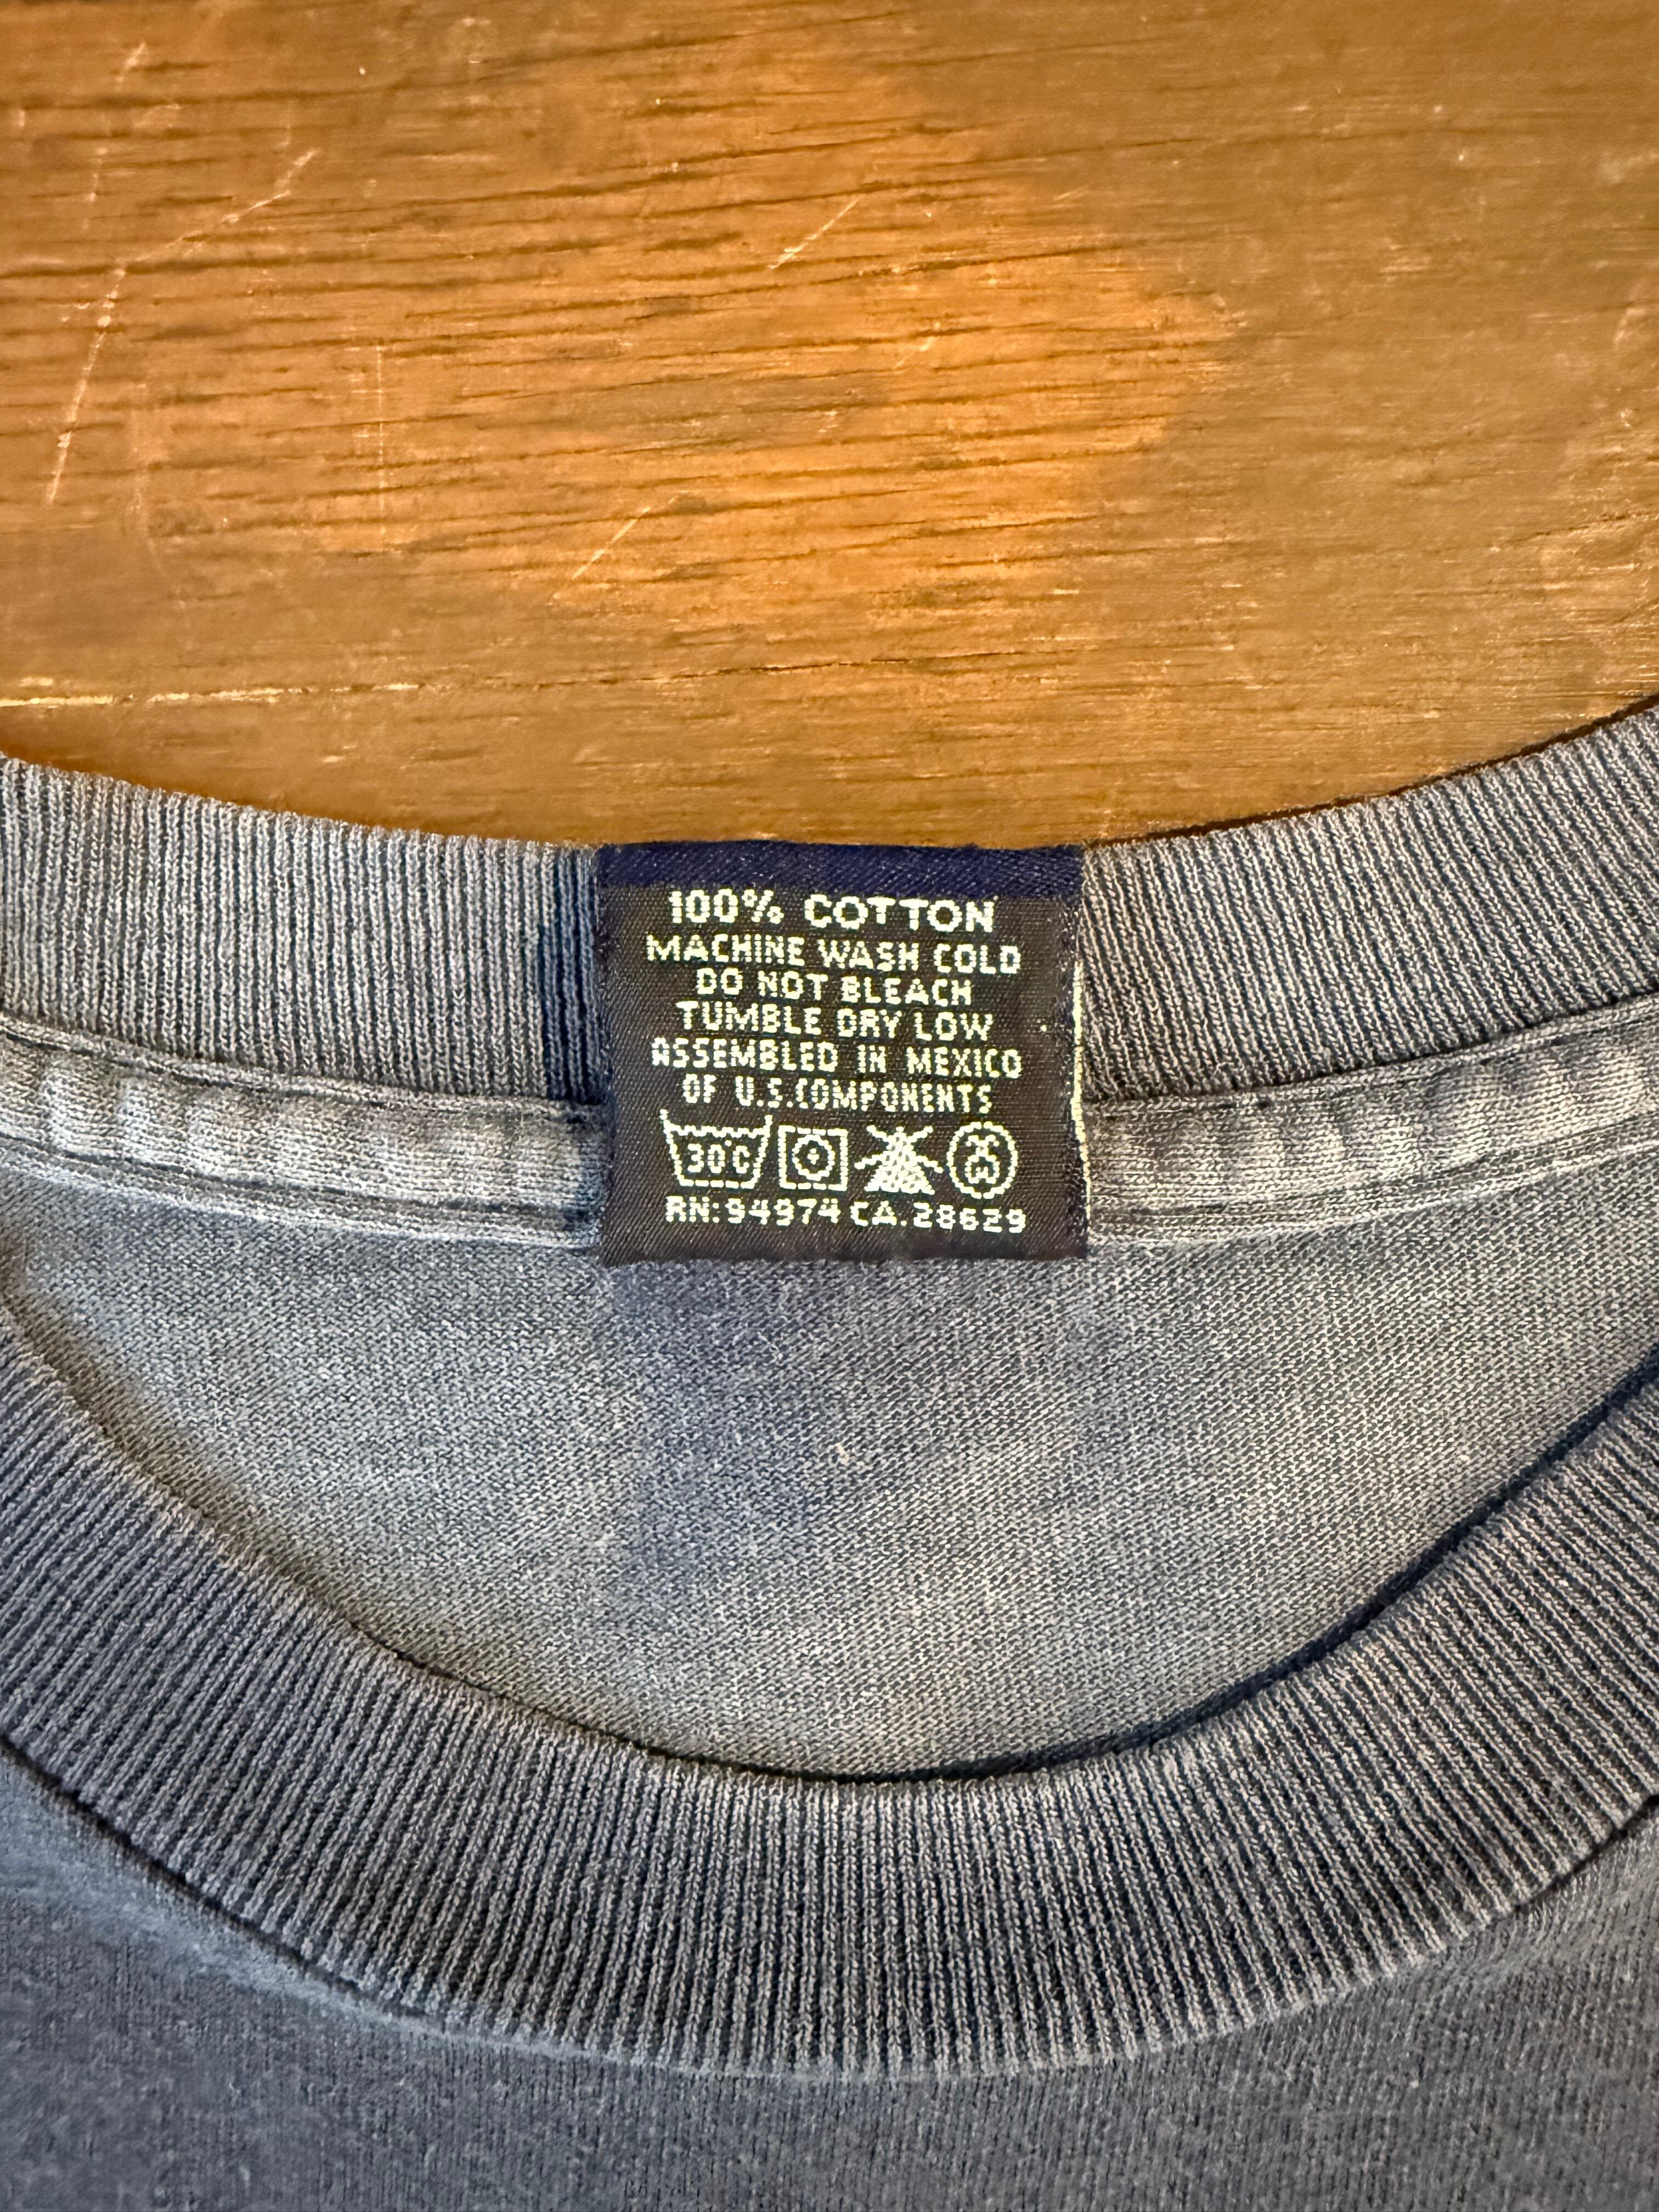 100% COTTON
MACHINE WASH COLD
DO NOT BLEACH
TUMBLE DRY LOW
ASSEMBLED IN MEXICO
OF U.S.COMPONENTS
30°C
RN:94974 CA.28629